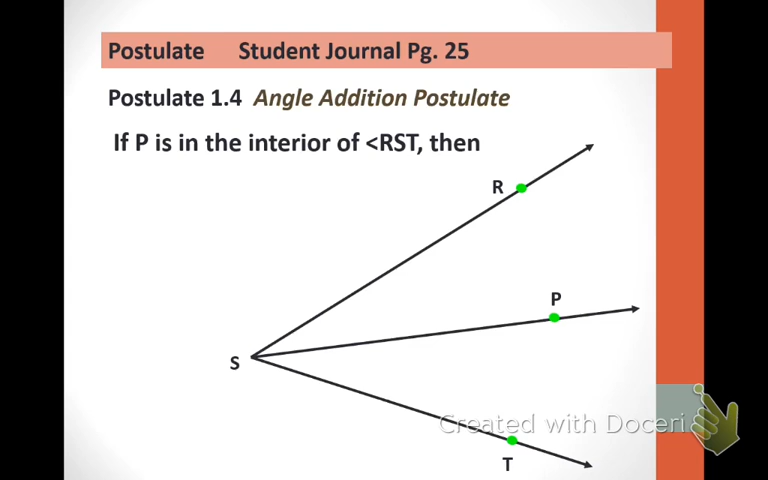 Postulate Student Journal Pg. 25
Postulate 1.4 Angle Addition Postulate
If P is in the interior of <RST, then
R
P
S
Created with Doceri
T